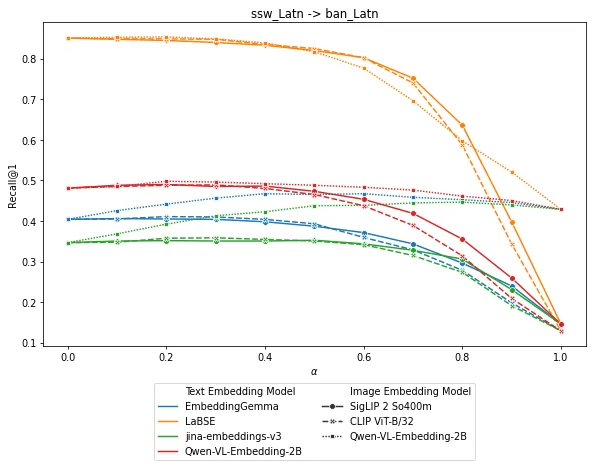 ssw_Latn -> ban_Latn
Recall@1
0.8
0.7
0.6
0.5
0.4
0.3
0.2
0.1
0.0 0.2 0.4 0.6 0.8 1.0
α
Text Embedding Model Image Embedding Model
EmbeddingGemma SigLIP 2 So400m
LaBSE CLIP ViT-B/32
jina-embeddings-v3 Qwen-VL-Embedding-2B
Qwen-VL-Embedding-2B